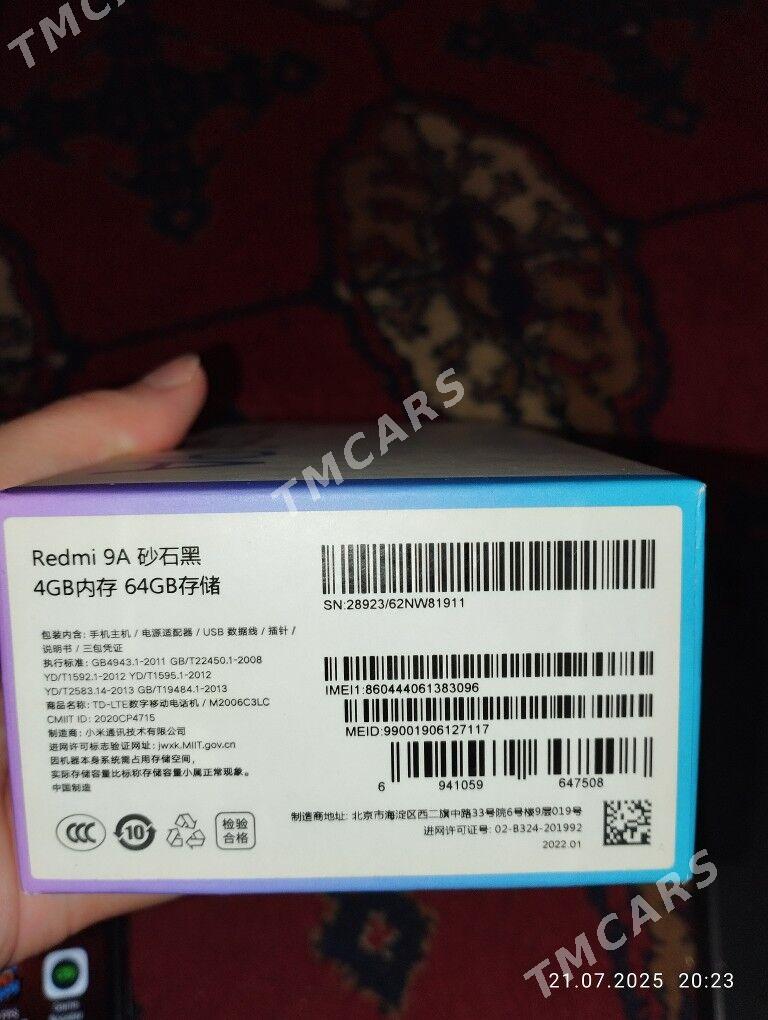 TMCARS
TMCARS
Redmi 9A 砂石黑
4GB内存 64GB存储
SN:28923/62NW81911
包装内含: 手机主机 / 电源适配器 / USB 数据线 / 插针 /
说明书 / 三包凭证
执行标准: GB4943.1-2011 GB/T22450.1-2008
YD/T1592.1-2012 YD/T1595.1-2012
YD/T2583.14-2013 GB/T19484.1-2013
商品名称: TD-LTE数字移动电话机 / M2006C3LC
CMIIT ID: 2020CP4715
制造商: 小米通讯技术有限公司
进网许可标志验证网址: jwxk.MIIT.gov.cn
因机器本身系统需占用存储空间,
实际存储容量比标称存储容量小属正常现象。
中国制造
IMEI1:860444061383096
MEID:99001906127117
6 941059 647508
CCC
10
检验
合格
制造商地址: 北京市海淀区西二旗中路33号院6号楼9层019号
进网许可证号: 02-B324-201992
2022.01
TMCARS
21.07.2025 20:23